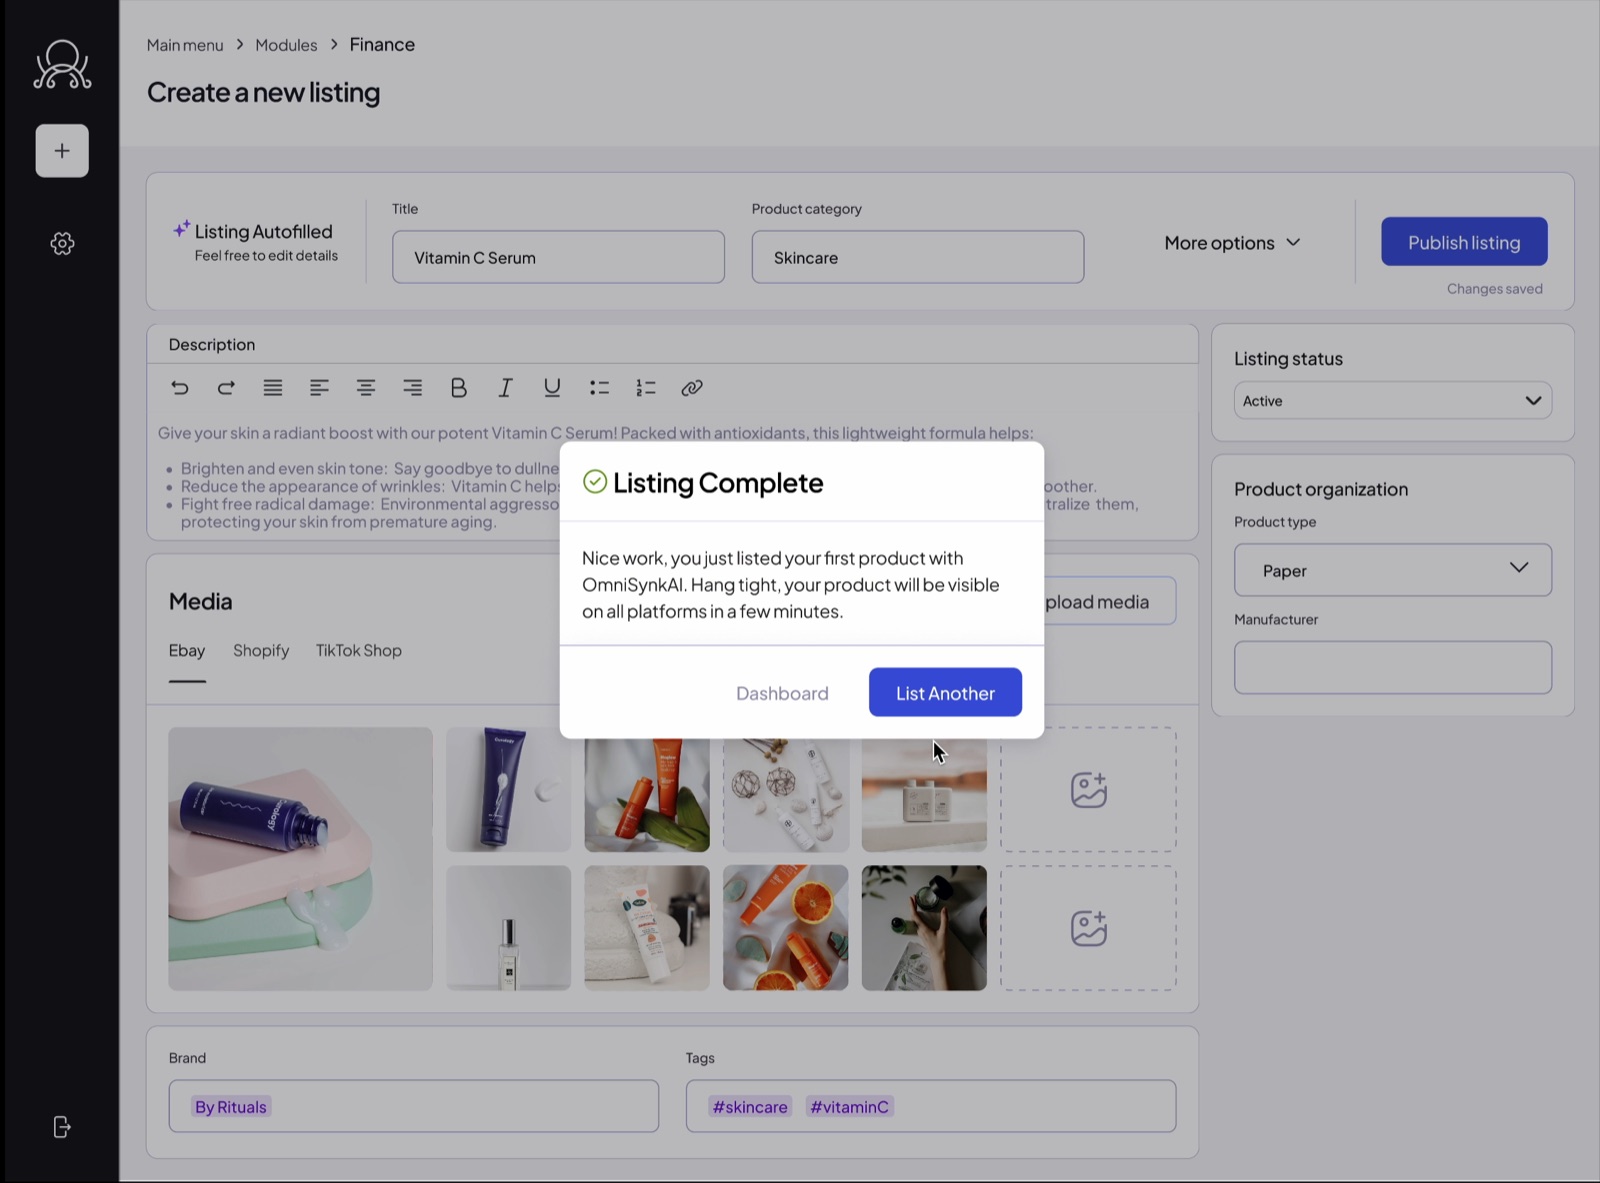 Main menu > Modules > Finance
Create a new listing
Listing Autofilled
Feel free to edit details
Title
Vitamin C Serum
Product category
Skincare
More options
Publish listing
Changes saved
Description
Give your skin a radiant boost with our potent Vitamin C Serum! Packed with antioxidants, this lightweight formula helps:
Brighten and even skin tone: Say goodbye to
Reduce the appearance of wrinkles: Vitamin C
Fight free radical damage: Environmental them,
protecting your skin from premature aging.
Listing status
Active
Product organization
Product type
Paper
Manufacturer
Listing Complete
Nice work, you just listed your first product with
OmniSynkAI. Hang tight, your product will be visible
on all platforms in a few minutes.
Dashboard
List Another
Media
media
Ebay
Shopify
TikTok Shop
Curology
Brand
By Rituals
Tags
#skincare
#vitaminC